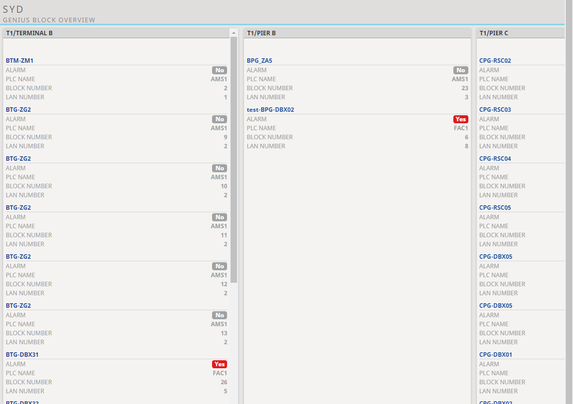 SYD
GENIUS BLOCK OVERVIEW
T1/TERMINAL B
BTM-ZM1
ALARM No
PLC NAME AMS1
BLOCK NUMBER 2
LAN NUMBER 1
BTG-ZG2
ALARM No
PLC NAME AMS1
BLOCK NUMBER 9
LAN NUMBER 2
BTG-ZG2
ALARM No
PLC NAME AMS1
BLOCK NUMBER 10
LAN NUMBER 2
BTG-ZG2
ALARM No
PLC NAME AMS1
BLOCK NUMBER 11
LAN NUMBER 2
BTG-ZG2
ALARM No
PLC NAME AMS1
BLOCK NUMBER 12
LAN NUMBER 2
BTG-ZG2
ALARM No
PLC NAME AMS1
BLOCK NUMBER 13
LAN NUMBER 2
BTG-DBX31
ALARM Yes
PLC NAME FAC1
BLOCK NUMBER 28
LAN NUMBER 5
T1/PIER B
BPG_ZA5
ALARM No
PLC NAME AMS1
BLOCK NUMBER 23
LAN NUMBER 3
test-BPG-DBX02
ALARM Yes
PLC NAME FAC1
BLOCK NUMBER 6
LAN NUMBER 8
T1/PIER C
CPG-RSC02
ALARM
PLC NAME
BLOCK NUMBER
LAN NUMBER
CPG-RSC03
ALARM
PLC NAME
BLOCK NUMBER
LAN NUMBER
CPG-RSC04
ALARM
PLC NAME
BLOCK NUMBER
LAN NUMBER
CPG-RSC05
ALARM
PLC NAME
BLOCK NUMBER
LAN NUMBER
CPG-DBX05
ALARM
PLC NAME
BLOCK NUMBER
LAN NUMBER
CPG-DBX05
ALARM
PLC NAME
BLOCK NUMBER
LAN NUMBER
CPG-DBX01
ALARM
PLC NAME
BLOCK NUMBER
LAN NUMBER